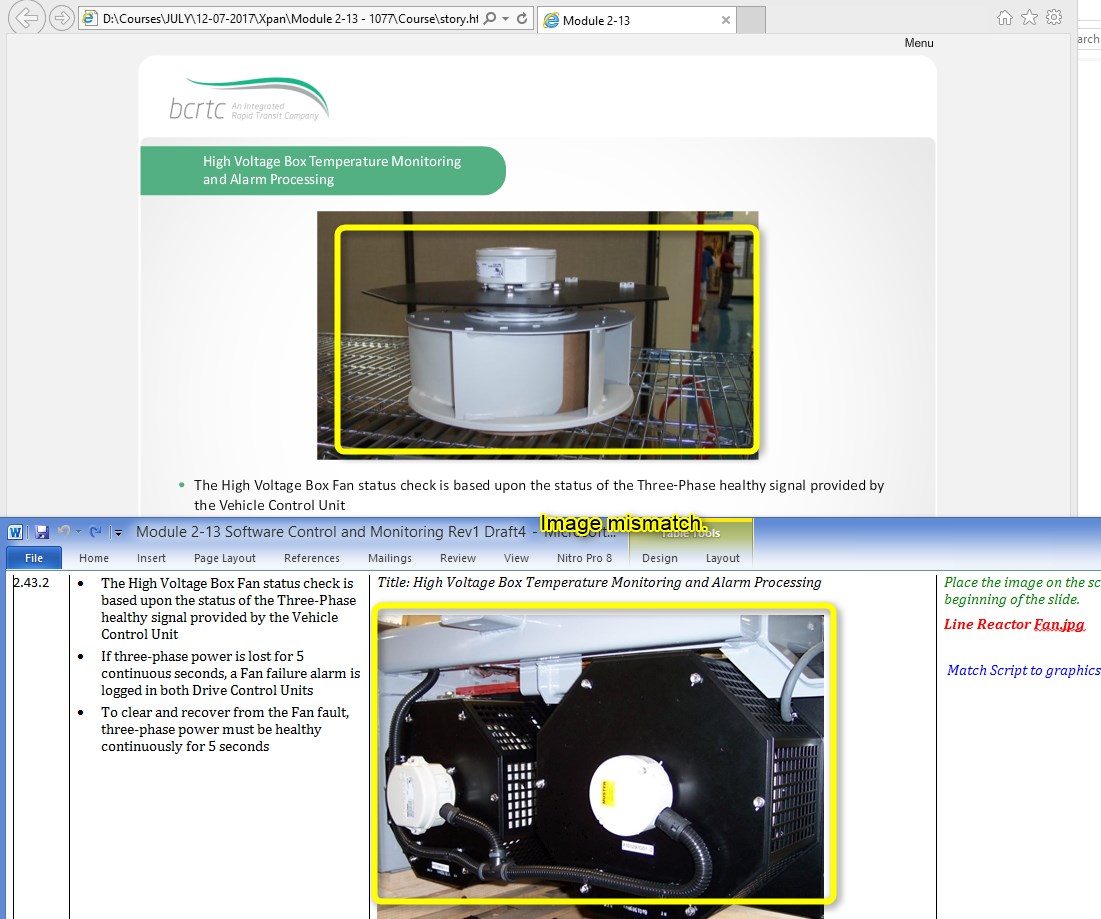 D:\Courses\JULY\12-07-2017\Xpan\Module 2-13 - 1077\Course\story.ht
Module 2-13
arch
Menu
bcrtc An Integrated
Rapid Transit Company
High Voltage Box Temperature Monitoring
and Alarm Processing
• The High Voltage Box Fan status check is based upon the status of the Three-Phase healthy signal provided by
the Vehicle Control Unit
Image mismatch.
Module 2-13 Software Control and Monitoring Rev1 Draft4 - Microsoft...
Table Tools
File Home Insert Page Layout References Mailings Review View Nitro Pro 8 Design Layout
2.43.2
• The High Voltage Box Fan status check is
based upon the status of the Three-Phase
healthy signal provided by the Vehicle
Control Unit
• If three-phase power is lost for 5
continuous seconds, a Fan failure alarm is
logged in both Drive Control Units
• To clear and recover from the Fan fault,
three-phase power must be healthy
continuously for 5 seconds
Title: High Voltage Box Temperature Monitoring and Alarm Processing
Place the image on the sc
beginning of the slide.
Line Reactor Fan.jpg
Match Script to graphics